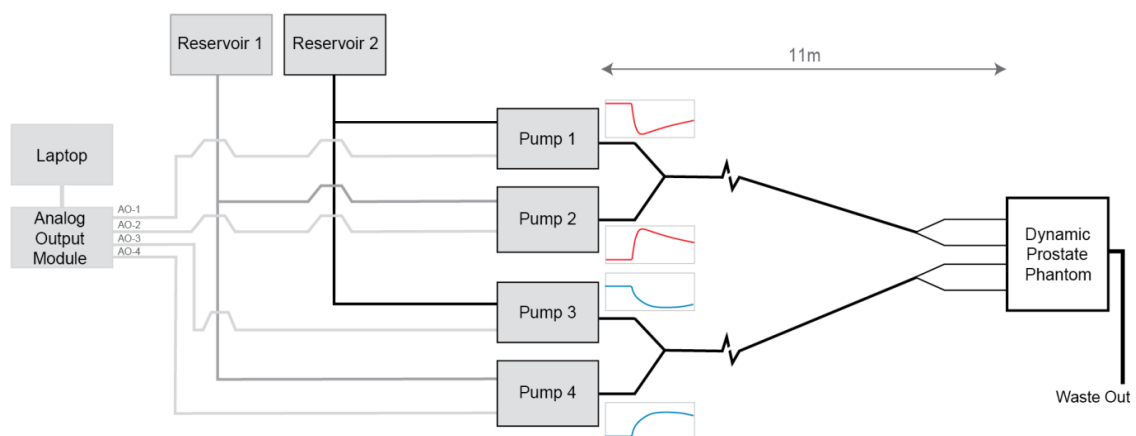 Reservoir 1
Reservoir 2
11m
Laptop
Analog
Output
Module
AO-1
AO-2
AO-3
AO-4
Pump 1
Pump 2
Pump 3
Pump 4
Dynamic
Prostate
Phantom
Waste Out